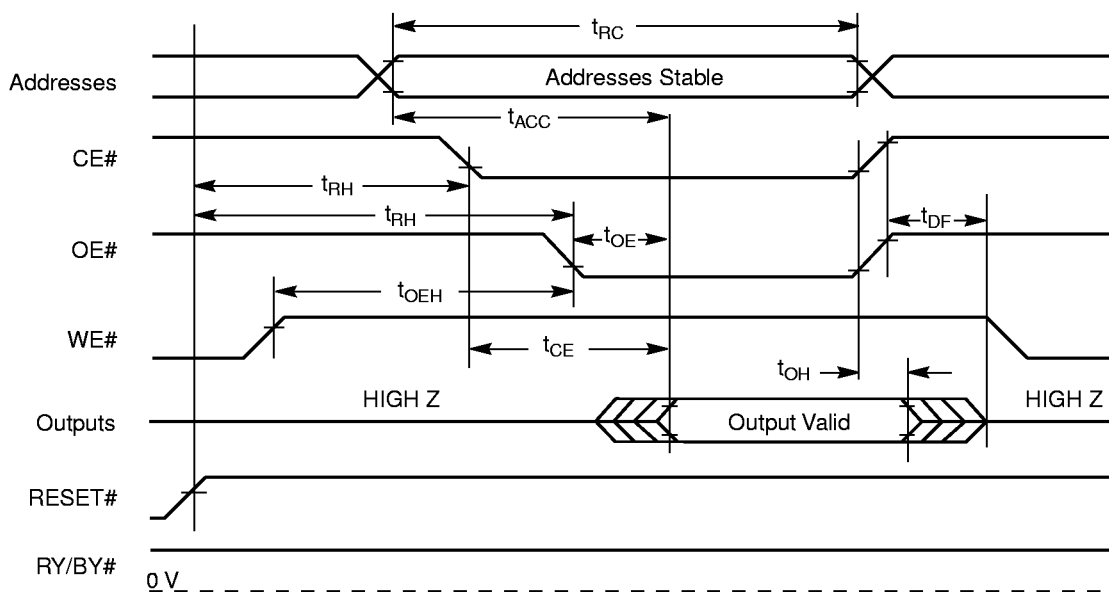 tRC
Addresses
Addresses Stable
tACC
CE#
tRH
tRH
tDF
OE#
tOE
tOEH
WE#
tCE
tOH
HIGH Z
HIGH Z
Outputs
Output Valid
RESET#
RY/BY#
0 V